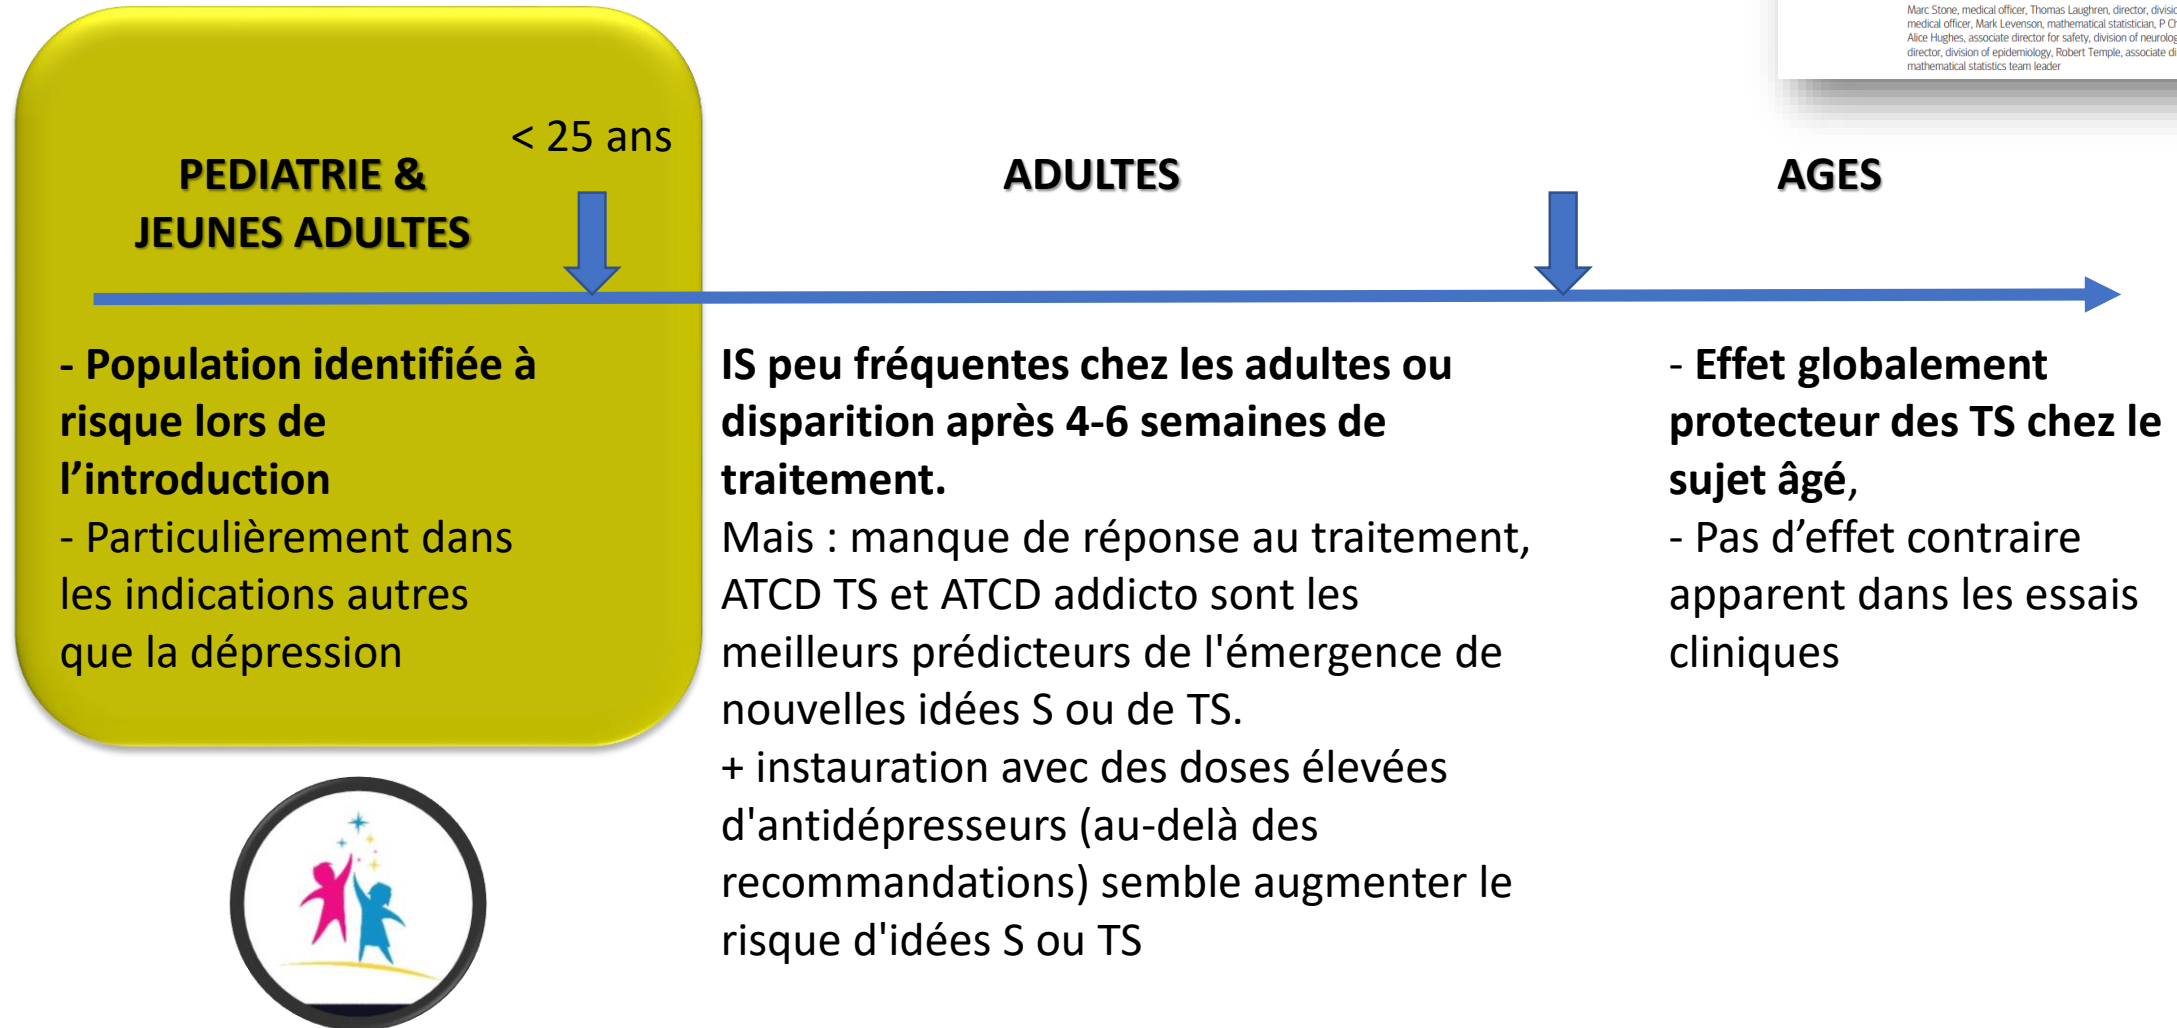 Marc Stone, medical officer, Thomas Laughren, director,
medical officer, Mark Levenson, mathematical statistician, P
Alice Hughes, associate director for safety, division of
director, division of epidemiology, Robert Temple, associate
mathematical statistics team leader
< 25 ans
PEDIATRIE &
JEUNES ADULTES
ADULTES
AGES
- Population identifiée à
risque lors de
l’introduction
- Particulièrement dans
les indications autres
que la dépression
IS peu fréquentes chez les adultes ou
disparition après 4-6 semaines de
traitement.
Mais : manque de réponse au traitement,
ATCD TS et ATCD addicto sont les
meilleurs prédicteurs de l'émergence de
nouvelles idées S ou de TS.
+ instauration avec des doses élevées
d'antidépresseurs (au-delà des
recommandations) semble augmenter le
risque d'idées S ou TS
- Effet globalement
protecteur des TS chez le
sujet âgé,
- Pas d’effet contraire
apparent dans les essais
cliniques